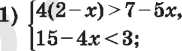 1) { 4(2 − x) > 7 − 5x,
15 − 4x < 3;